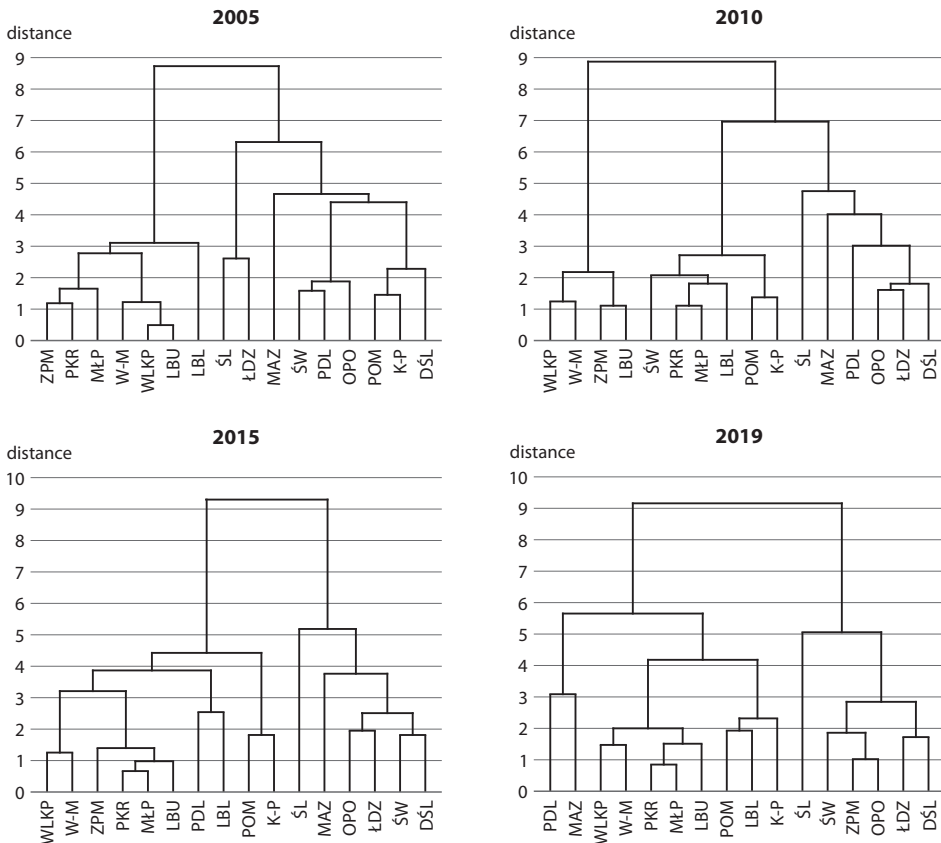 2005
distance
9
8
7
6
5
4
3
2
1
0
ZPM
PKR
MŁP
W-M
WLKP
LBU
LBL
ŚL
ŁDZ
MAZ
ŚW
PDL
OPO
POM
K-P
DŚL
2010
distance
9
8
7
6
5
4
3
2
1
0
WLKP
W-M
ZPM
LBU
ŚW
PKR
MŁP
LBL
POM
K-P
ŚL
MAZ
PDL
OPO
ŁDZ
DŚL
2015
distance
10
9
8
7
6
5
4
3
2
1
0
WLKP
W-M
ZPM
PKR
MŁP
LBU
PDL
LBL
POM
K-P
ŚL
MAZ
OPO
ŁDZ
ŚW
DŚL
2019
distance
10
9
8
7
6
5
4
3
2
1
0
PDL
MAZ
WLKP
W-M
PKR
MŁP
LBU
POM
LBL
K-P
ŚL
ŚW
ZPM
OPO
ŁDZ
DŚL